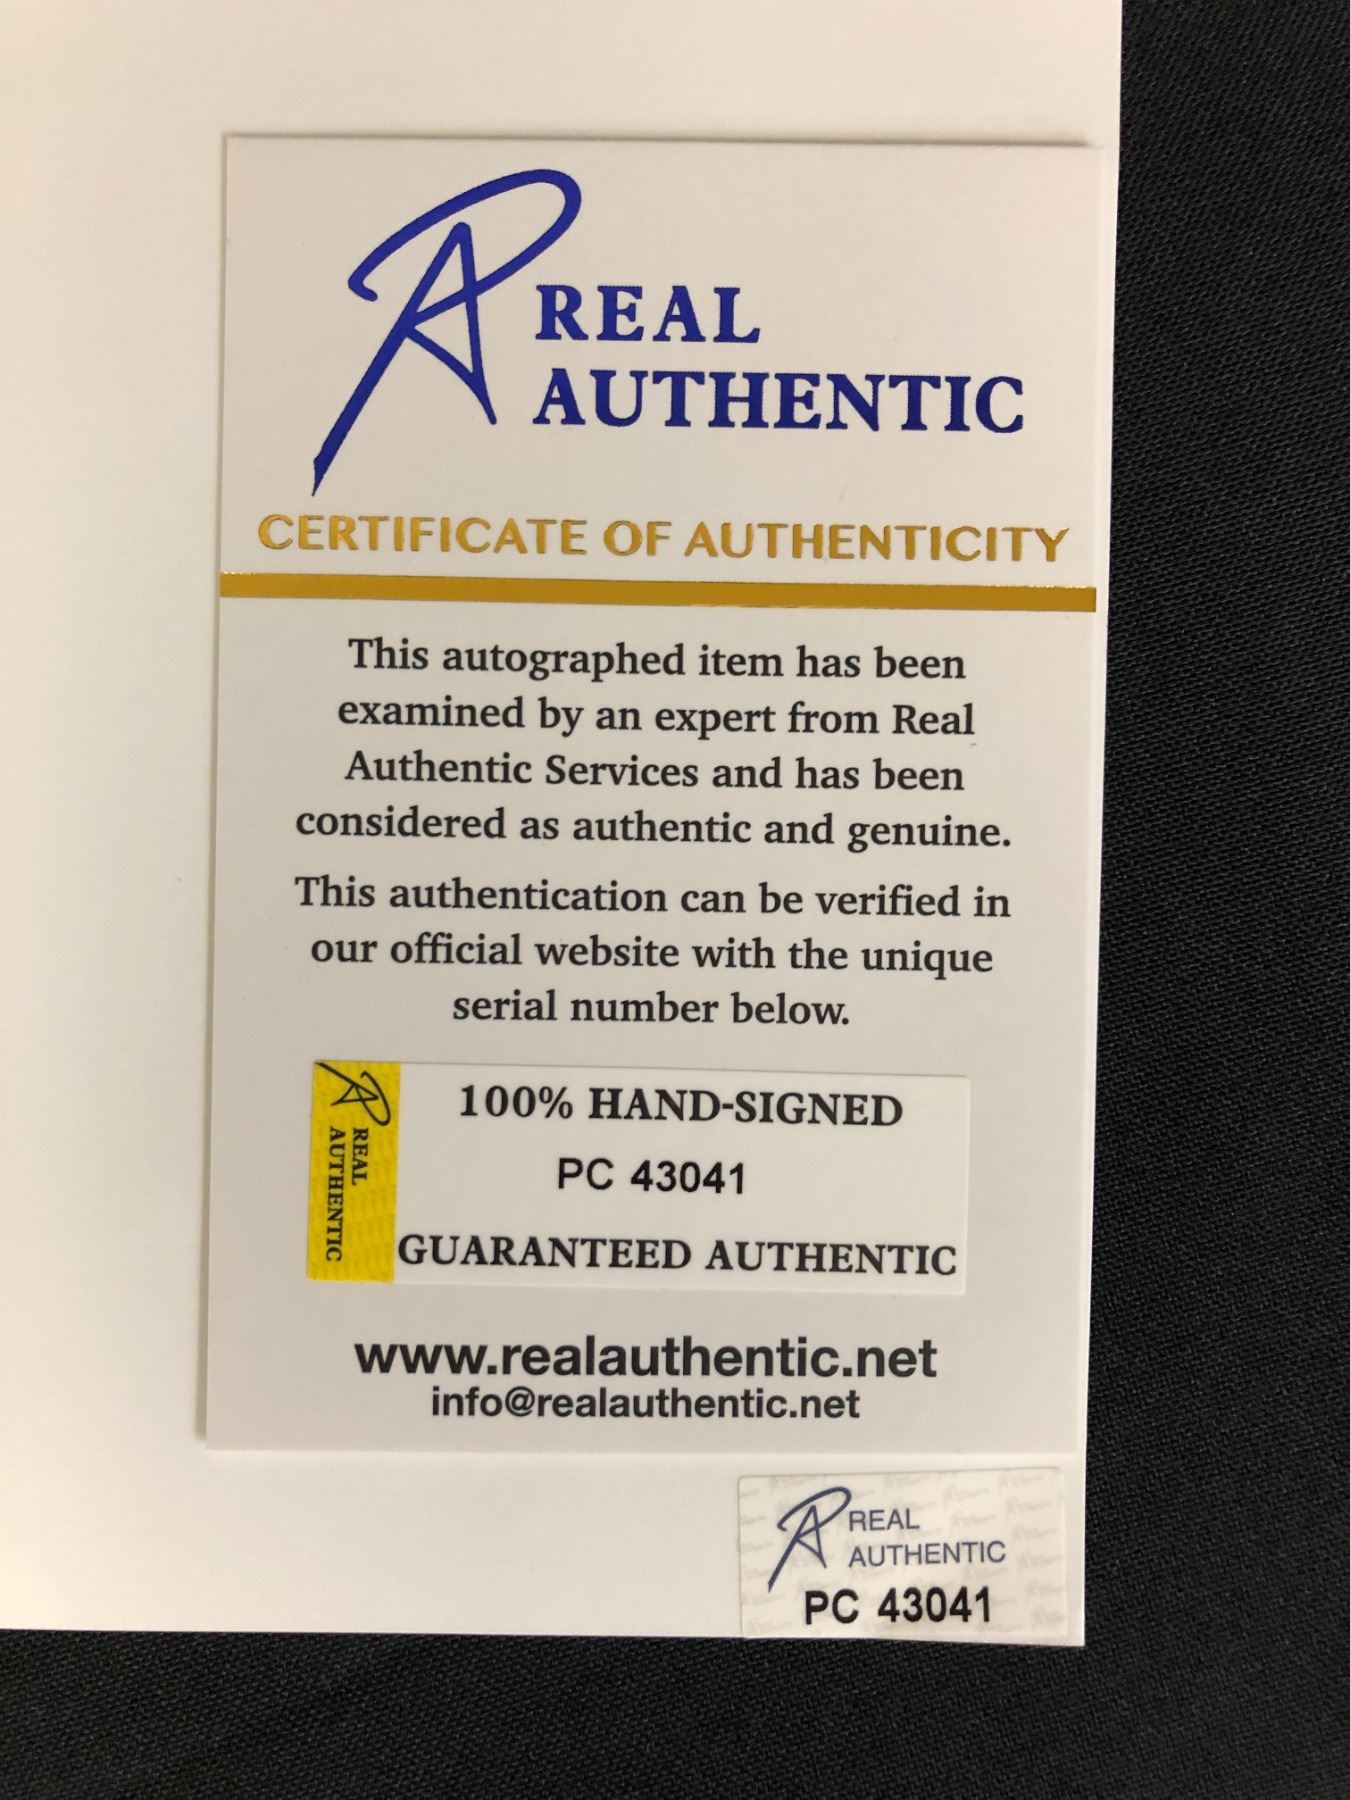 REAL
AUTHENTIC
CERTIFICATE OF AUTHENTICITY
This autographed item has been
examined by an expert from Real
Authentic Services and has been
considered as authentic and genuine.
This authentication can be verified in
our official website with the unique
serial number below.
REAL
AUTHENTIC
100% HAND-SIGNED
PC 43041
GUARANTEED AUTHENTIC
www.realauthentic.net
info@realauthentic.net
REAL
AUTHENTIC
PC 43041